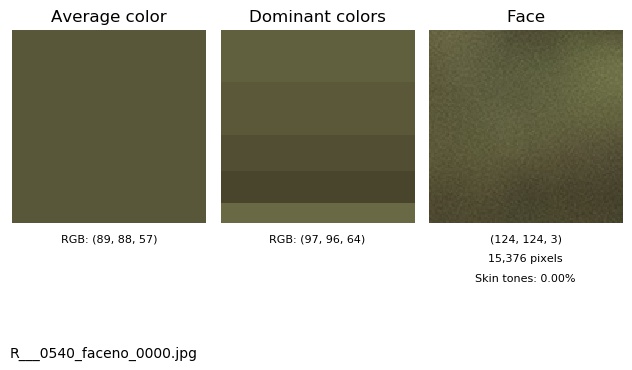 Average color
Dominant colors
Face
RGB: (89, 88, 57)
RGB: (97, 96, 64)
(124, 124, 3)
15,376 pixels
Skin tones: 0.00%
R___0540_faceno_0000.jpg